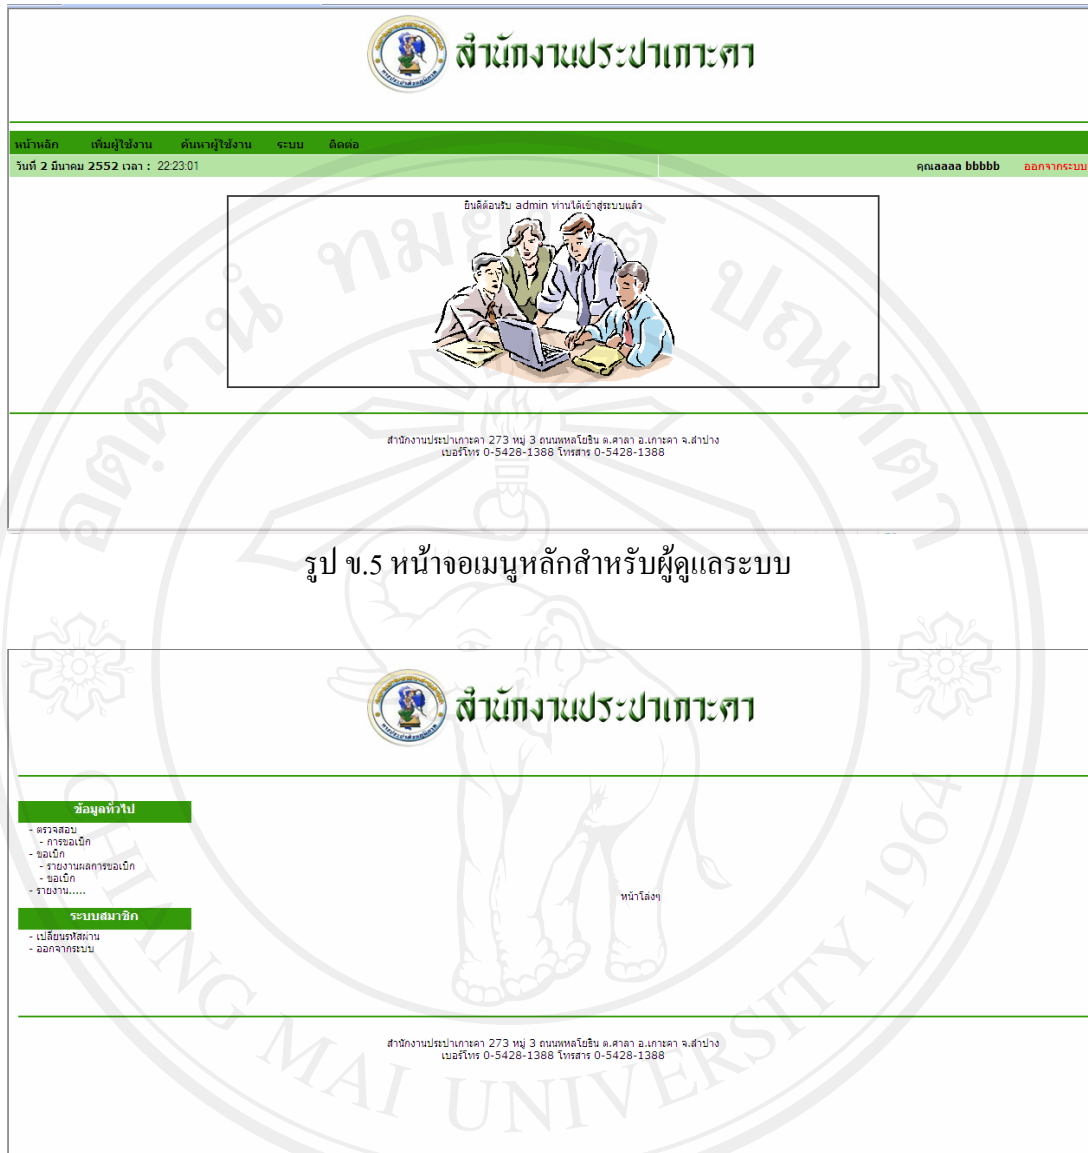 สำนักงานประปาเกาะคา
หน้าหลัก เพิ่มผู้ใช้งาน ค้นหาผู้ใช้งาน ระบบ ติดต่อ
วันที่ 2 มีนาคม 2552 เวลา : 22:23:01 คุณaaaa bbbbb ออกจากระบบ
ยินดีต้อนรับ admin ท่านได้เข้าสู่ระบบแล้ว
สำนักงานประปาเกาะคา 273 หมู่ 3 ถนนพหลโยธิน ต.ศาลา อ.เกาะคา จ.ลำปาง
เบอร์โทร 0-5428-1388 โทรสาร 0-5428-1388
รูป ข.5 หน้าจอเมนูหลักสำหรับผู้ดูแลระบบ
สำนักงานประปาเกาะคา
ข้อมูลทั่วไป
- ตรวจสอบ
- การขอเบิก
- ขอเบิก
- รายงานผลการขอเบิก
- ขอเบิก
- รายงาน.....
หน้าโล่งๆ
ระบบสมาชิก
- เปลี่ยนรหัสผ่าน
- ออกจากระบบ
สำนักงานประปาเกาะคา 273 หมู่ 3 ถนนพหลโยธิน ต.ศาลา อ.เกาะคา จ.ลำปาง
เบอร์โทร 0-5428-1388 โทรสาร 0-5428-1388
CHIANG MAI UNIVERSITY 1964